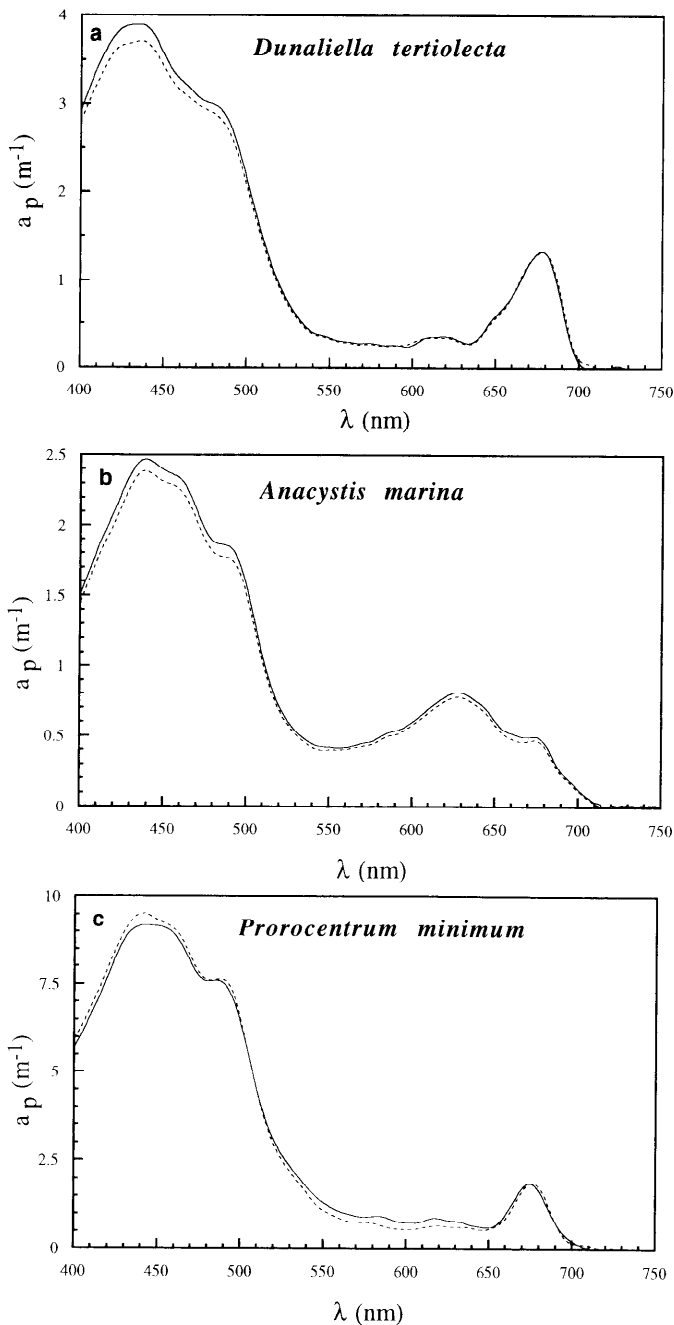 a
Dunaliella tertiolecta
4
3
2
1
0
a p (m-1)
400 450 500 550 600 650 700 750
λ (nm)
b
Anacystis marina
2.5
2
1.5
1
0.5
0
a p (m-1)
400 450 500 550 600 650 700 750
λ (nm)
c
Prorocentrum minimum
10
7.5
5
2.5
0
a p (m-1)
400 450 500 550 600 650 700 750
λ (nm)